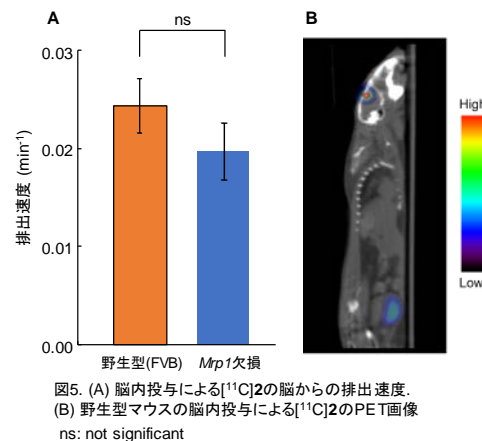 A
B
ns
0.03
0.02
0.01
0.00
排出速度 (min-1)
野生型(FVB)
Mrp1欠損
High
Low
図5. (A) 脳内投与による[11C]2の脳からの排出速度.
(B) 野生型マウスの脳内投与による[11C]2のPET画像
ns: not significant